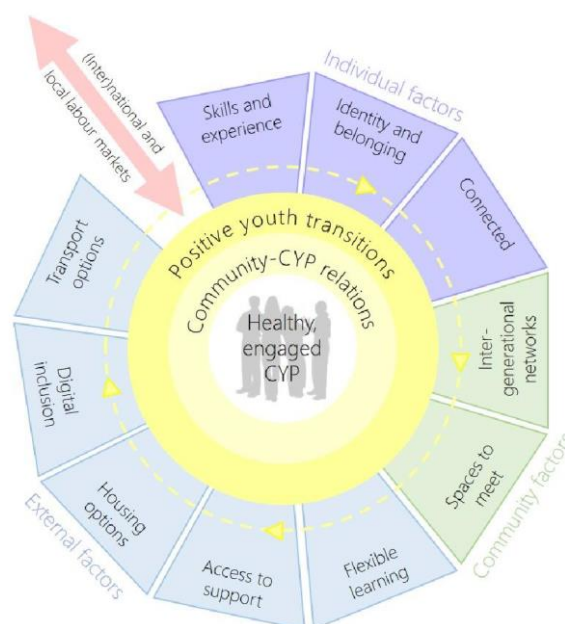 (Inter)national and
local labour markets
Individual factors
Skills and
experience
Identity and
belonging
Connected
Inter-
generational
networks
Spaces to
meet
Community factors
Flexible
learning
Access to
support
Housing
options
External factors
Digital
inclusion
Transport
options
Positive youth transitions
Community-CYP relations
Healthy,
engaged
CYP